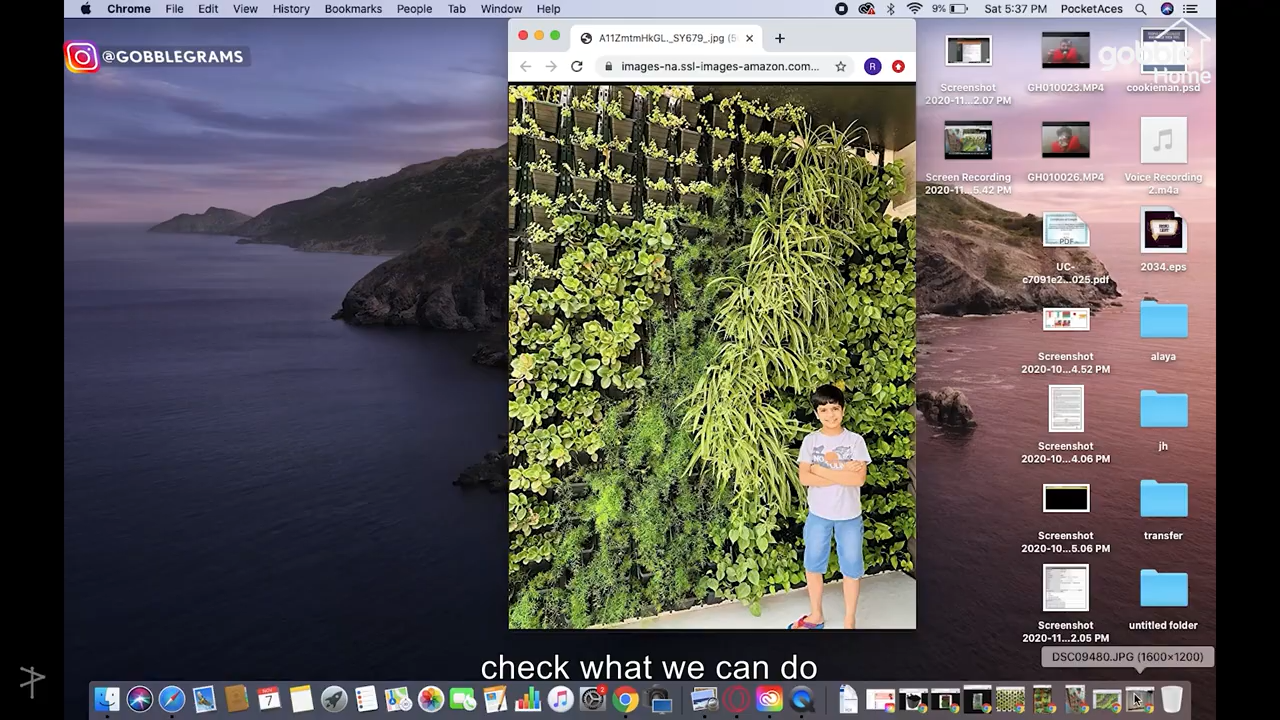 Chrome File Edit View History Bookmarks People Tab Window Help
9% Sat 5:37 PM PocketAces
@GOBBLEGRAMS
A11ZmtmHkGL._SY679_.jpg (5
images-na.ssl-images-amazon.com...
R
gobble
Home
Screenshot
2020-11...2.07 PM
GH010023.MP4
cookieman.psd
Screen Recording
2020-11...5.42 PM
GH010026.MP4
Voice Recording
2.m4a
PDF
UC-
c7091e2...025.pdf
2034.eps
Screenshot
2020-10...4.52 PM
alaya
Screenshot
2020-10...4.06 PM
jh
Screenshot
2020-10...5.06 PM
transfer
Screenshot
2020-11...2.05 PM
untitled folder
DSC09480.JPG (1600×1200)
check what we can do